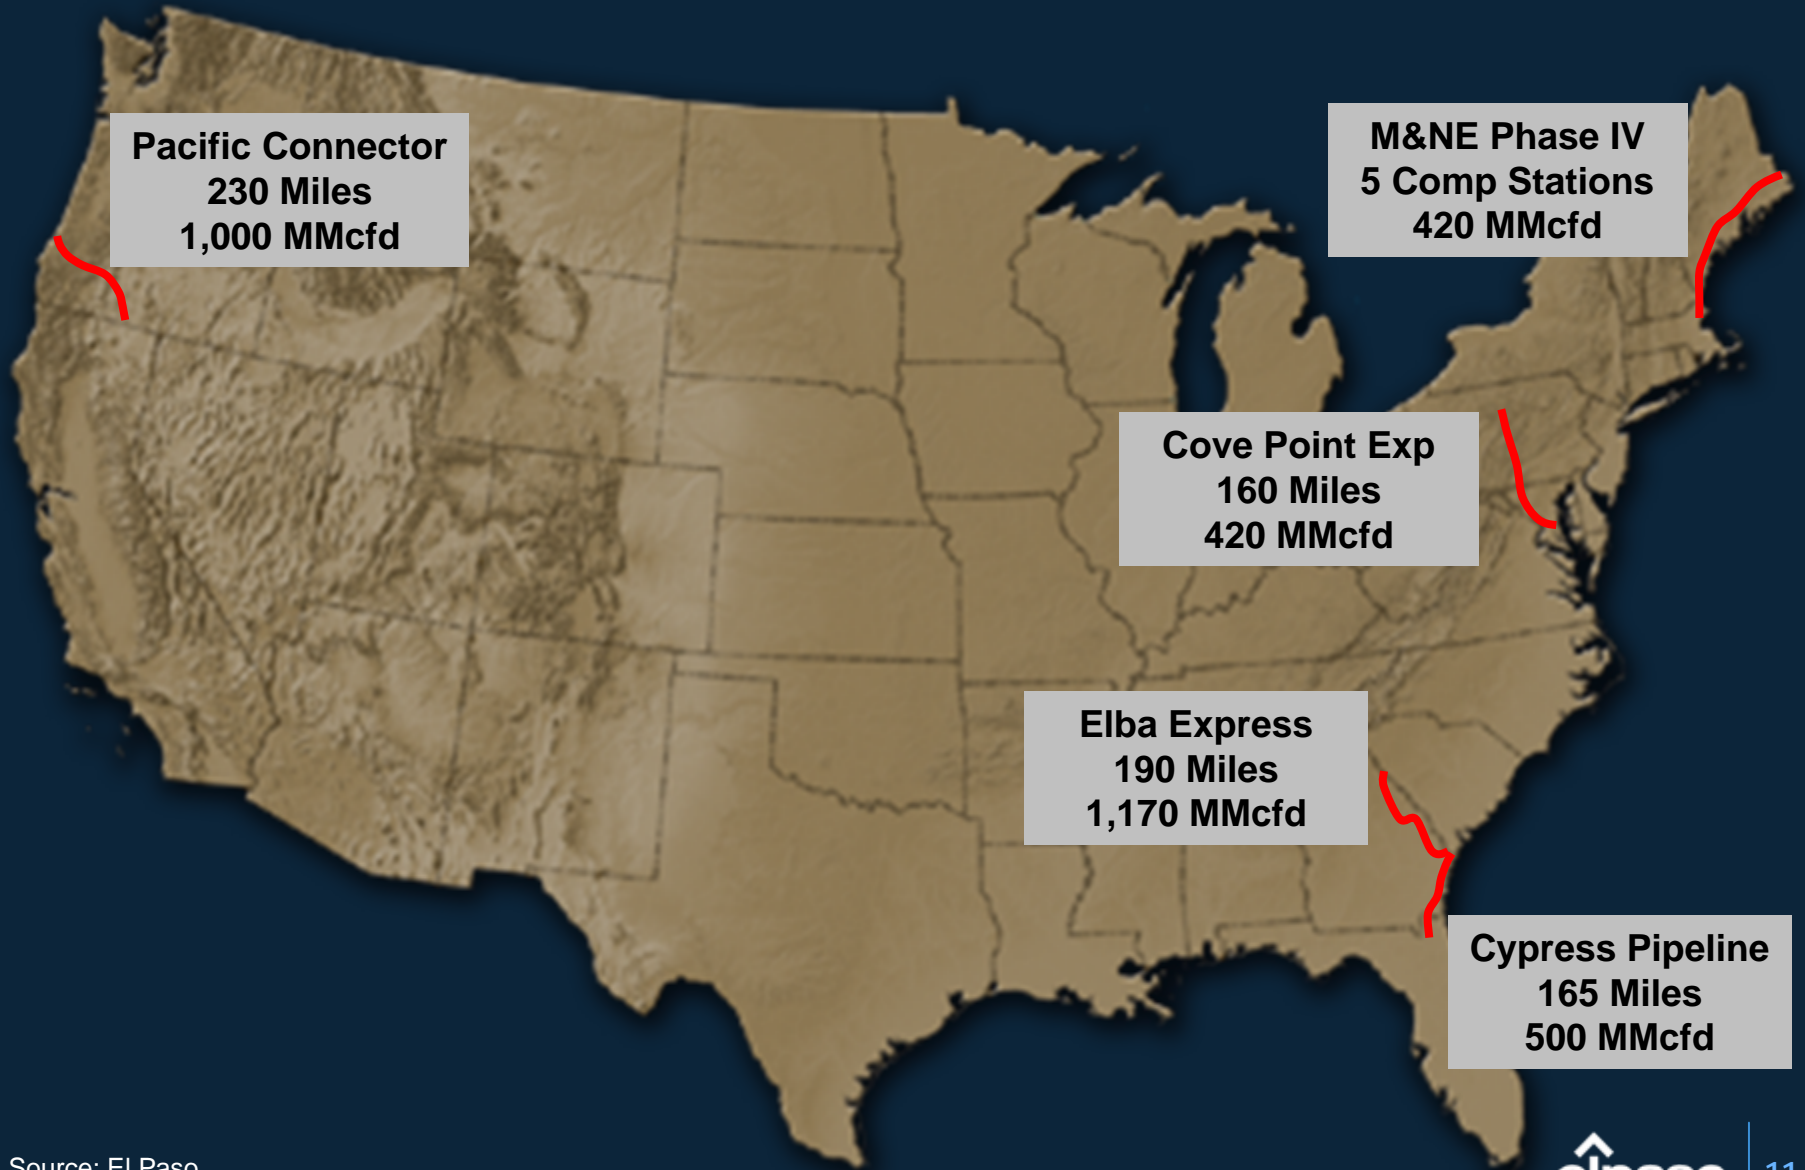 Pacific Connector
230 Miles
1,000 MMcfd
M&NE Phase IV
5 Comp Stations
420 MMcfd
Cove Point Exp
160 Miles
420 MMcfd
Elba Express
190 Miles
1,170 MMcfd
Cypress Pipeline
165 Miles
500 MMcfd
Source: El Paso
elpaso
11